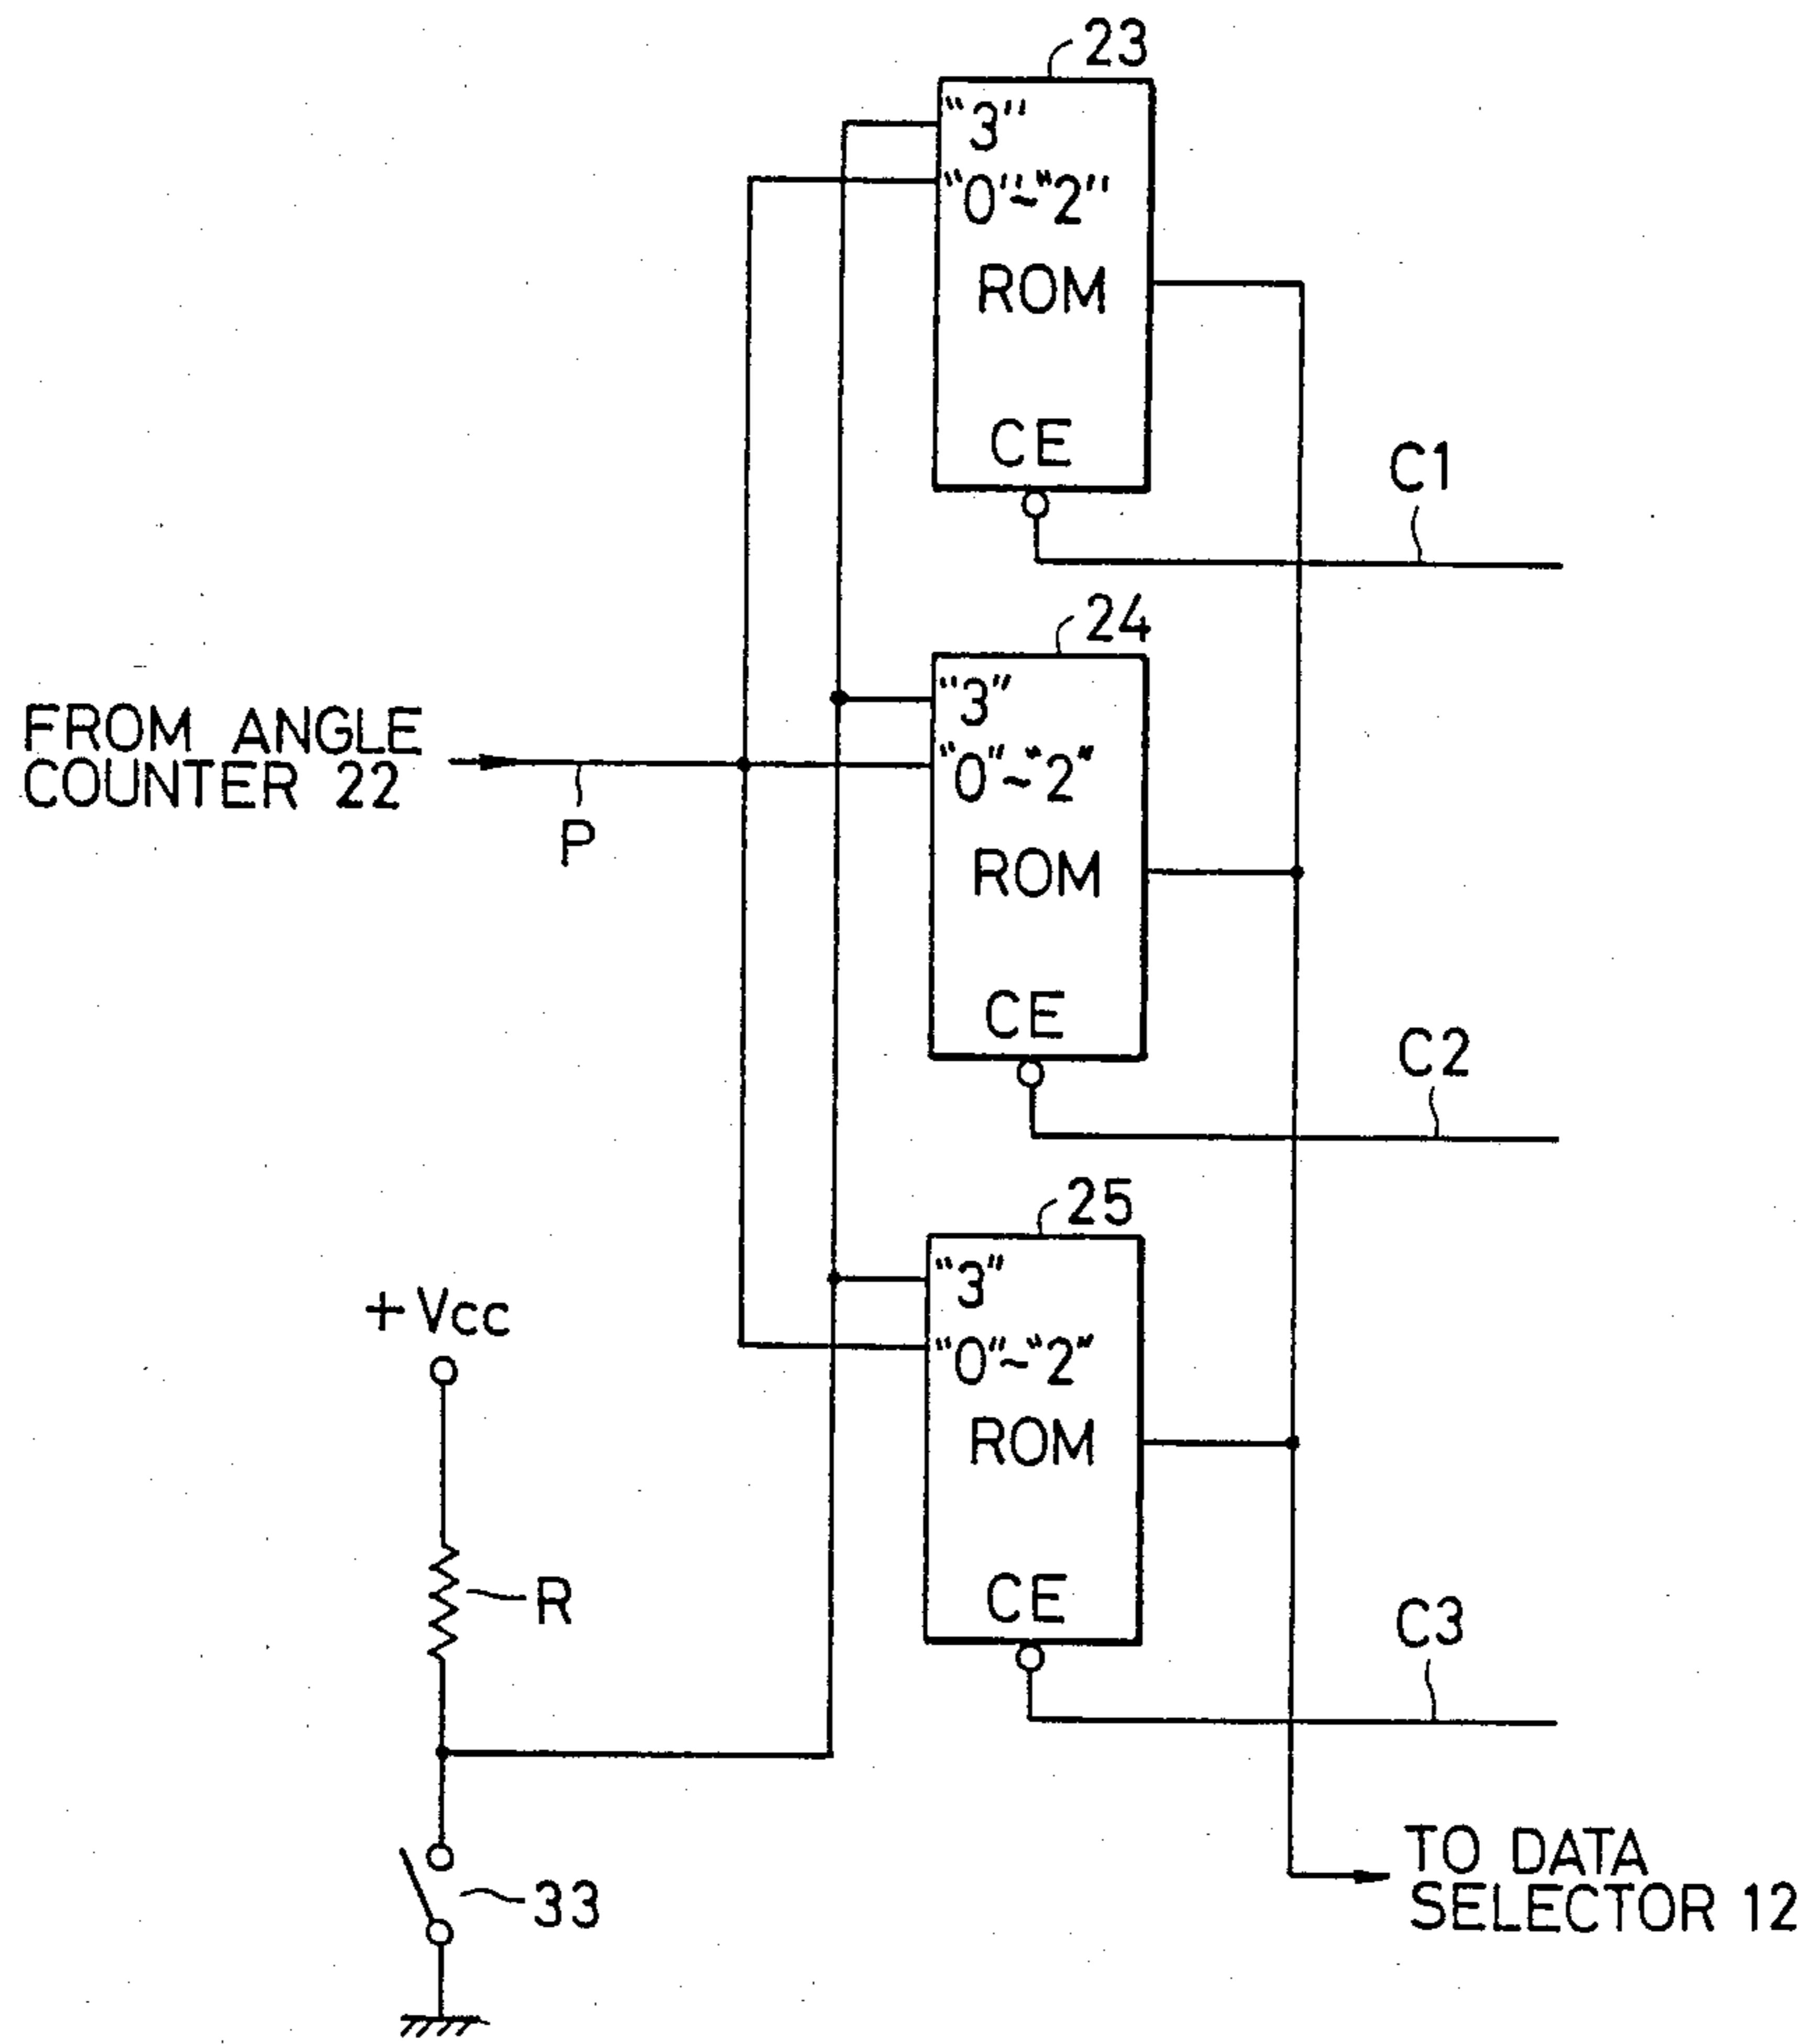 23
"3"
"0"~"2"
ROM
CE
C1
24
"3"
"0"~"2"
ROM
CE
FROM ANGLE
COUNTER 22
P
C2
25
"3"
"0"~"2"
ROM
CE
+Vcc
R
C3
33
TO DATA
SELECTOR 12